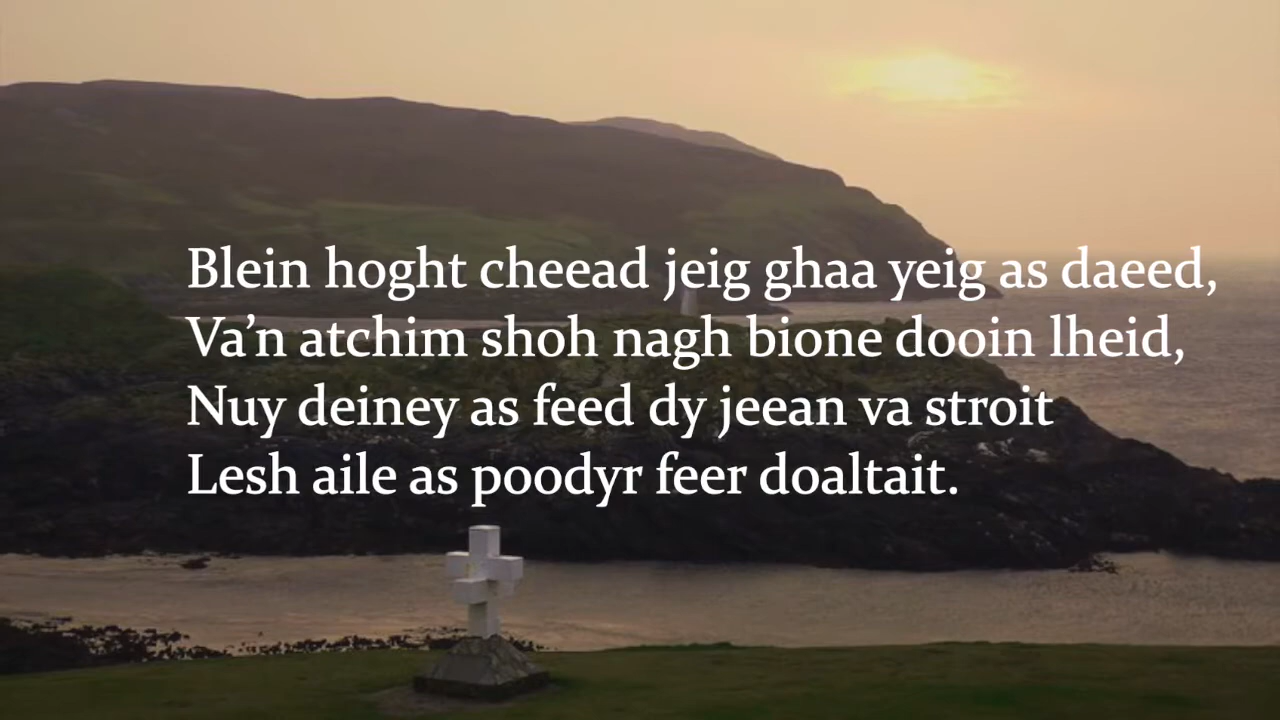 Blein hoght cheead jeig ghaa yeig as daeed,
Va’n atchim shoh nagh bione dooin lheid,
Nuy deiney as feed dy jeean va stroit
Lesh aile as poodyr feer doaltait.